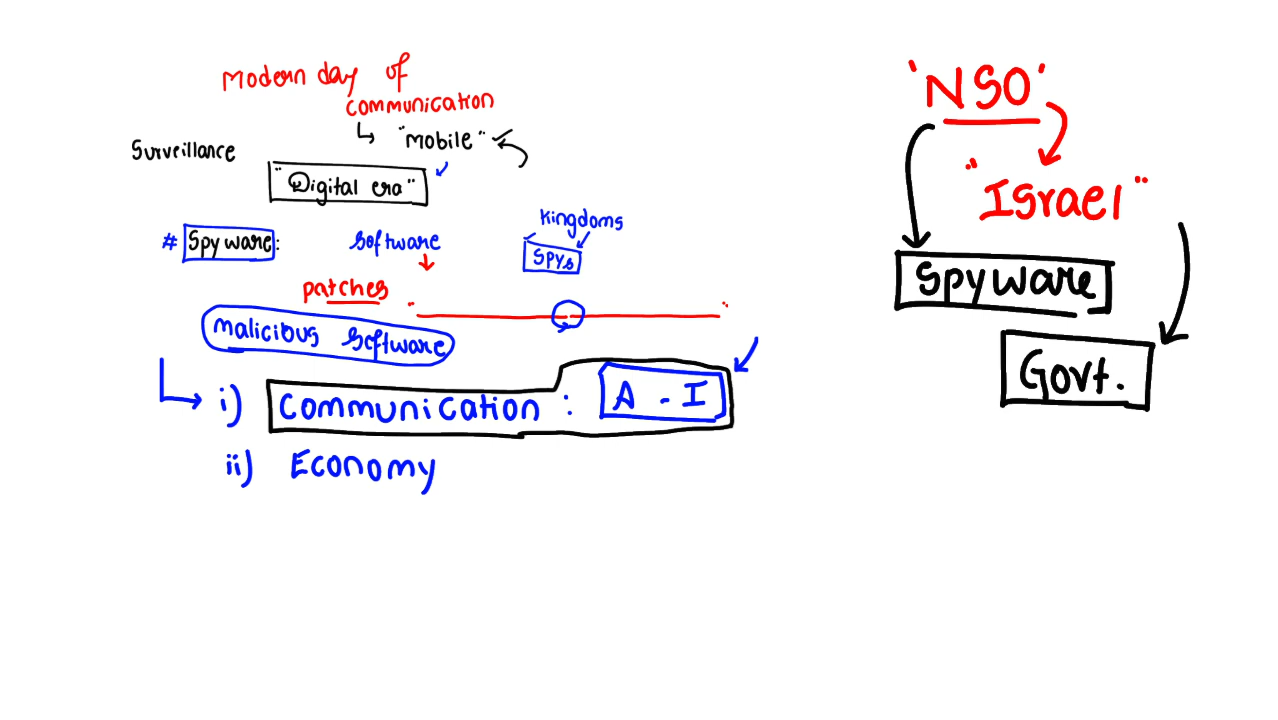 Modern day of
communication
"Mobile"
Surveillance
"Digital era"
# Spyware: Software
Kingdoms
Spys
patches " "
malicious software
i) Communication : A - I
ii) Economy
'NSO'
"Israel"
Spyware
Govt.